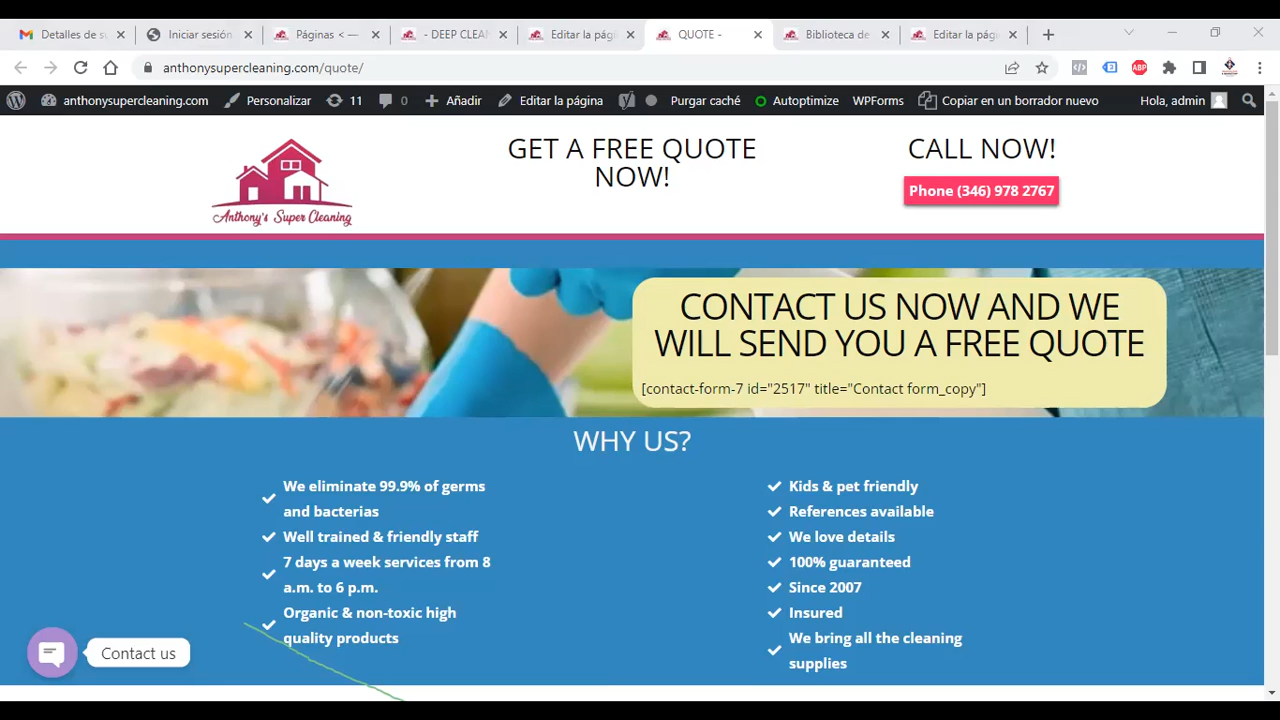 Detalles de s
Iniciar sesión
Páginas < —
- DEEP CLEAN
Editar la pági
QUOTE -
Biblioteca de
Editar la pági
anthonysupercleaning.com/quote/
ABP
anthonysupercleaning.com
Personalizar
11
0
Añadir
Editar la página
Purgar caché
Autoptimize
WPForms
Copiar en un borrador nuevo
Hola, admin
Anthony's Super Cleaning
GET A FREE QUOTE
NOW!
CALL NOW!
Phone (346) 978 2767
CONTACT US NOW AND WE
WILL SEND YOU A FREE QUOTE
[contact-form-7 id="2517" title="Contact form_copy"]
WHY US?
We eliminate 99.9% of germs
and bacterias
Well trained & friendly staff
7 days a week services from 8
a.m. to 6 p.m.
Organic & non-toxic high
quality products
Kids & pet friendly
References available
We love details
100% guaranteed
Since 2007
Insured
We bring all the cleaning
supplies
Contact us